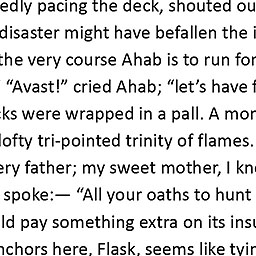 edly pacing the deck, shouted ou
disaster might have befallen the i
the very course Ahab is to run for
“Avast!” cried Ahab; “let’s have f
cks were wrapped in a pall. A mor
lofty tri-pointed trinity of flames.
ery father; my sweet mother, I kn
spoke:— “All your oaths to hunt
ld pay something extra on its insu
nchors here, Flask, seems like tyin